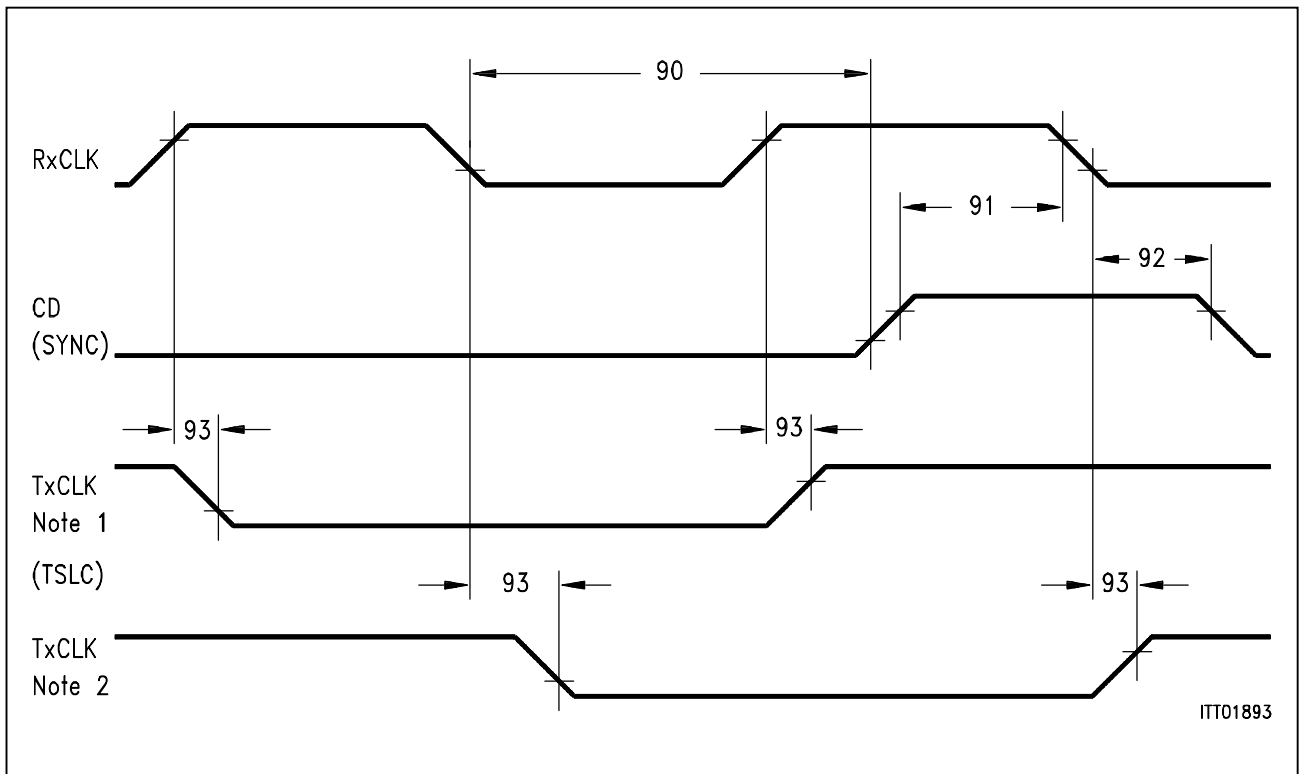 90
RxCLK
91
92
CD
(SYNC)
93
93
TxCLK
Note 1
(TSLC)
93
93
TxCLK
Note 2
ITT01893